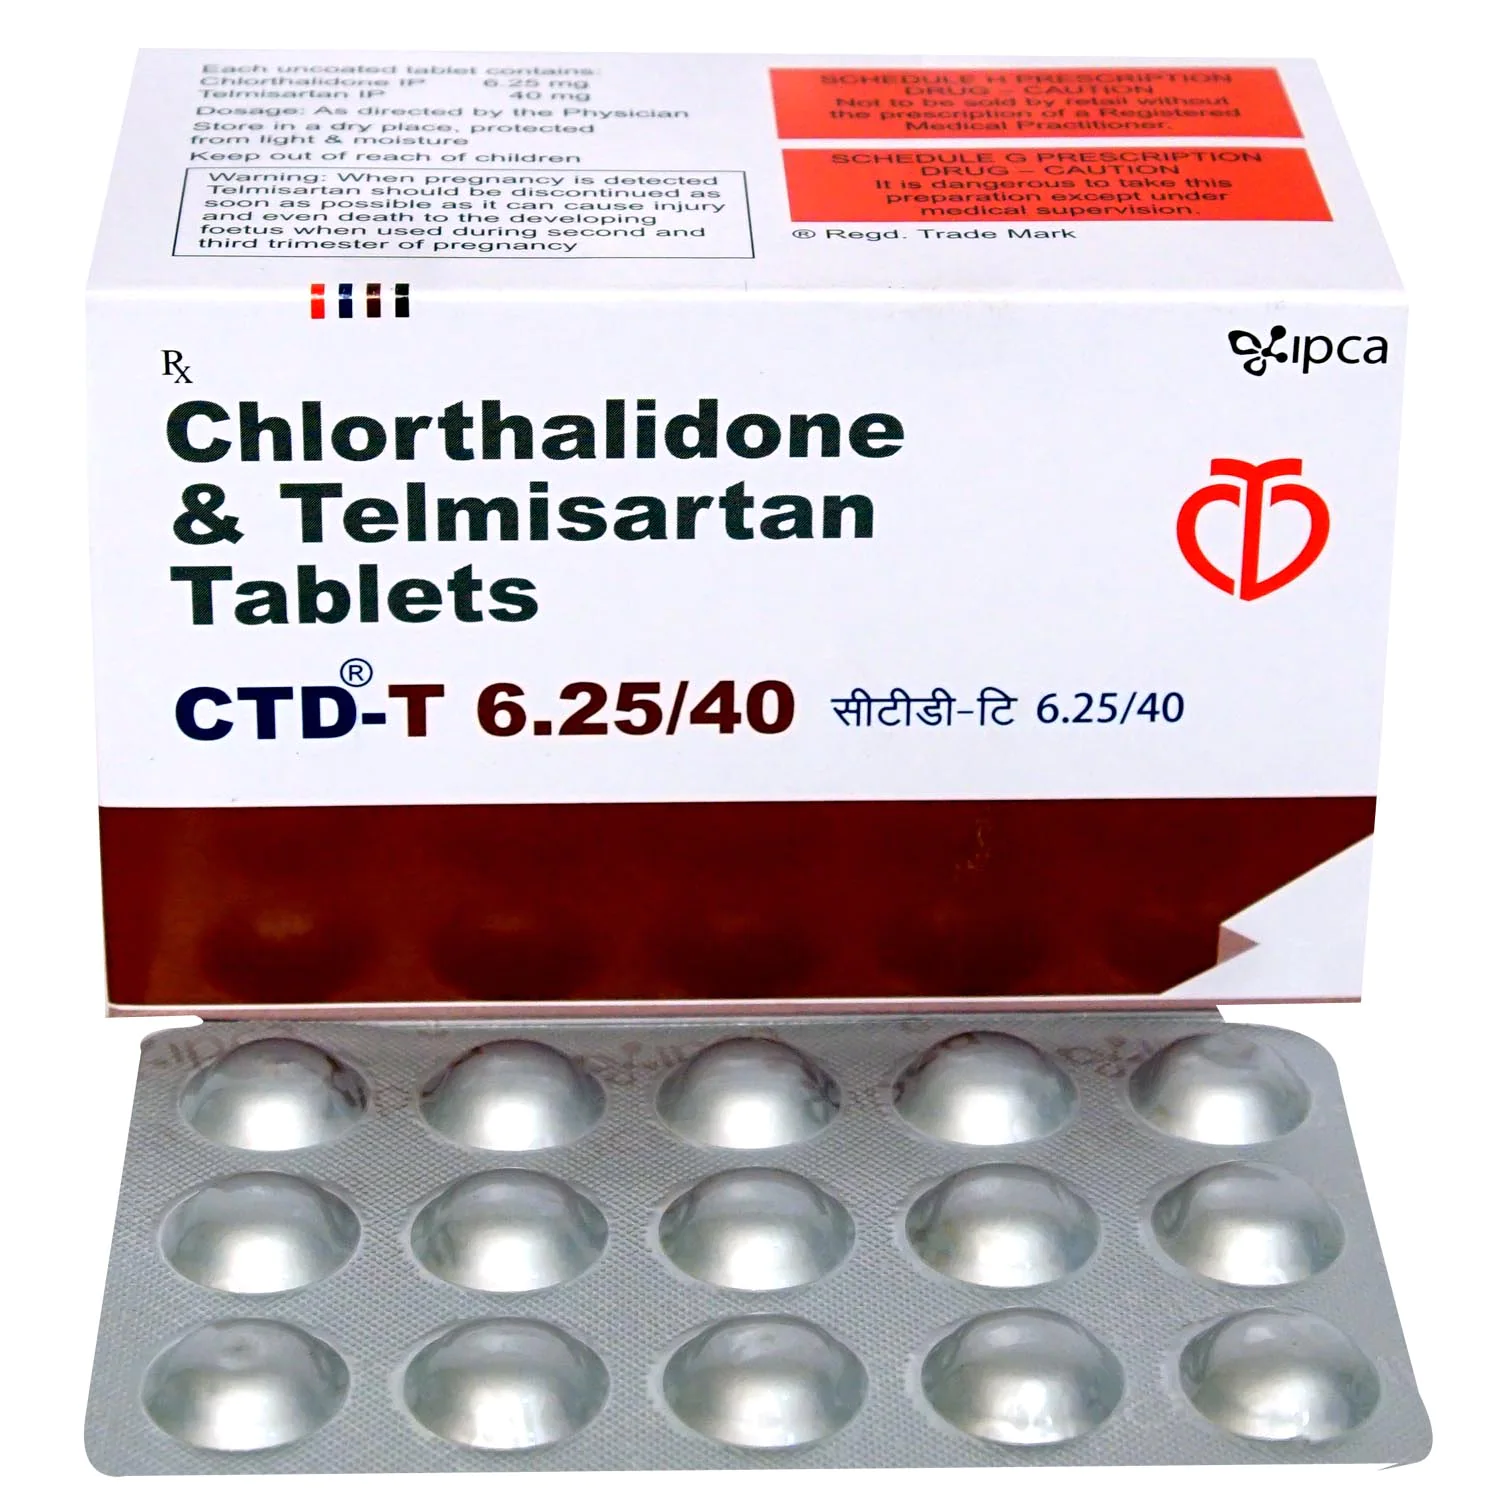 Each uncoated tablet contains:
Chlorthalidone IP 6.25 mg
Telmisartan IP 40 mg
Dosage: As directed by the Physician
Store in a dry place, protected
from light & moisture
Keep out of reach of children
Warning: When pregnancy is detected
Telmisartan should be discontinued as
soon as possible as it can cause injury
and even death to the developing
foetus when used during second and
third trimester of pregnancy
SCHEDULE H PRESCRIPTION
DRUG – CAUTION
Not to be sold by retail without
the prescription of a Registered
Medical Practitioner.
SCHEDULE G PRESCRIPTION
DRUG – CAUTION
It is dangerous to take this
preparation except under
medical supervision.
® Regd. Trade Mark
ipca
Rx
Chlorthalidone
& Telmisartan
Tablets
CTD®-T 6.25/40 सीटीडी-टि 6.25/40